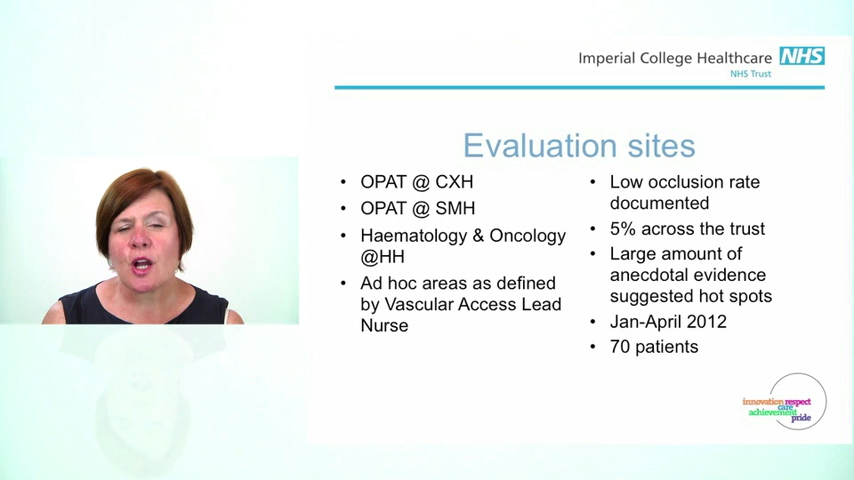 Imperial College Healthcare NHS
NHS Trust
Evaluation sites
• OPAT @ CXH
• OPAT @ SMH
• Haematology & Oncology
@HH
• Ad hoc areas as defined
by Vascular Access Lead
Nurse
• Low occlusion rate
documented
• 5% across the trust
• Large amount of
anecdotal evidence
suggested hot spots
• Jan-April 2012
• 70 patients
innovation respect
care
achievement
pride